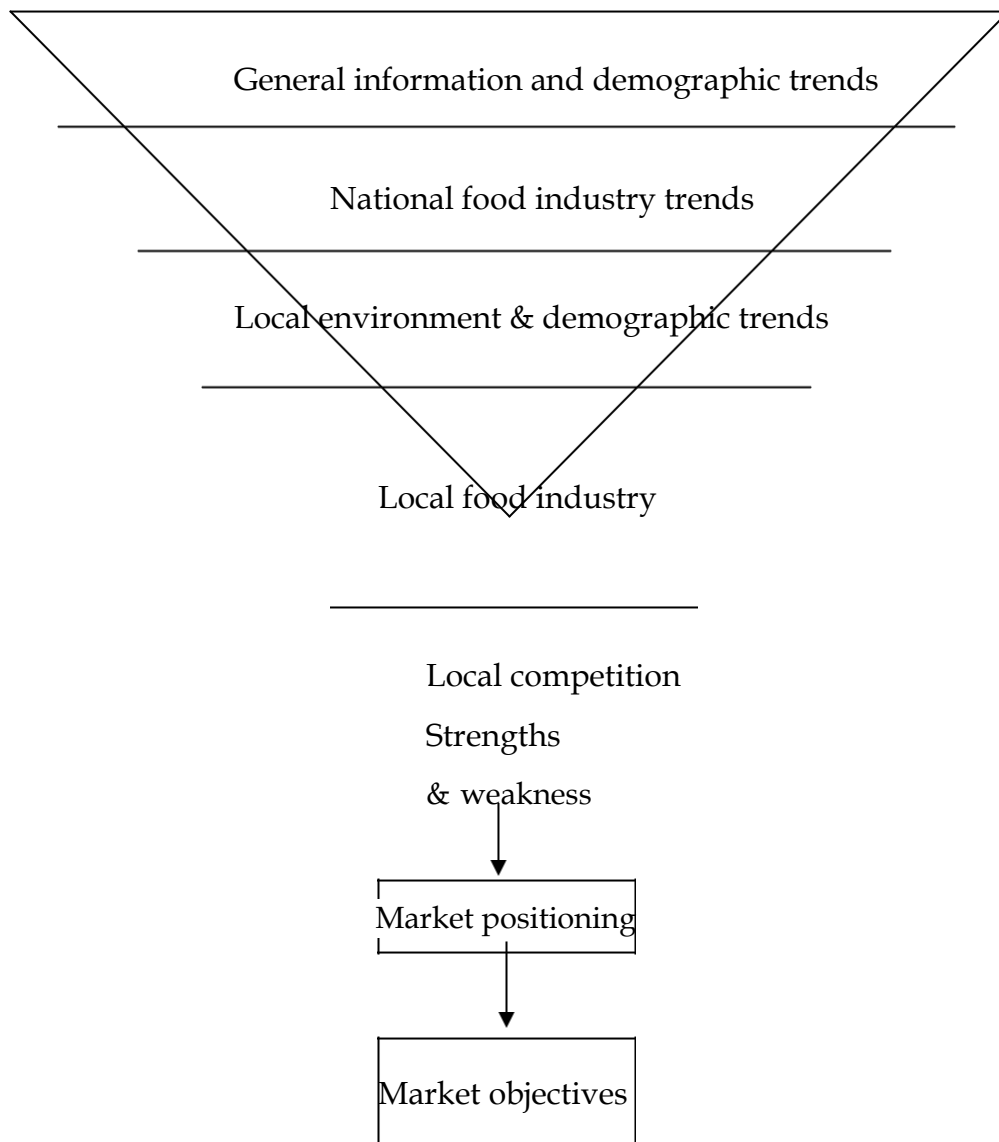 General information and demographic trends
National food industry trends
Local environment & demographic trends
Local food industry
Local competition
Strengths
& weakness
Market positioning
Market objectives